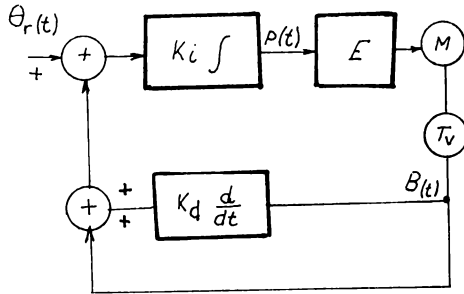 θr(t)
+
+
Ki ∫
P(t)
E
M
Tv
B(t)
+
+
+
Kd d/dt